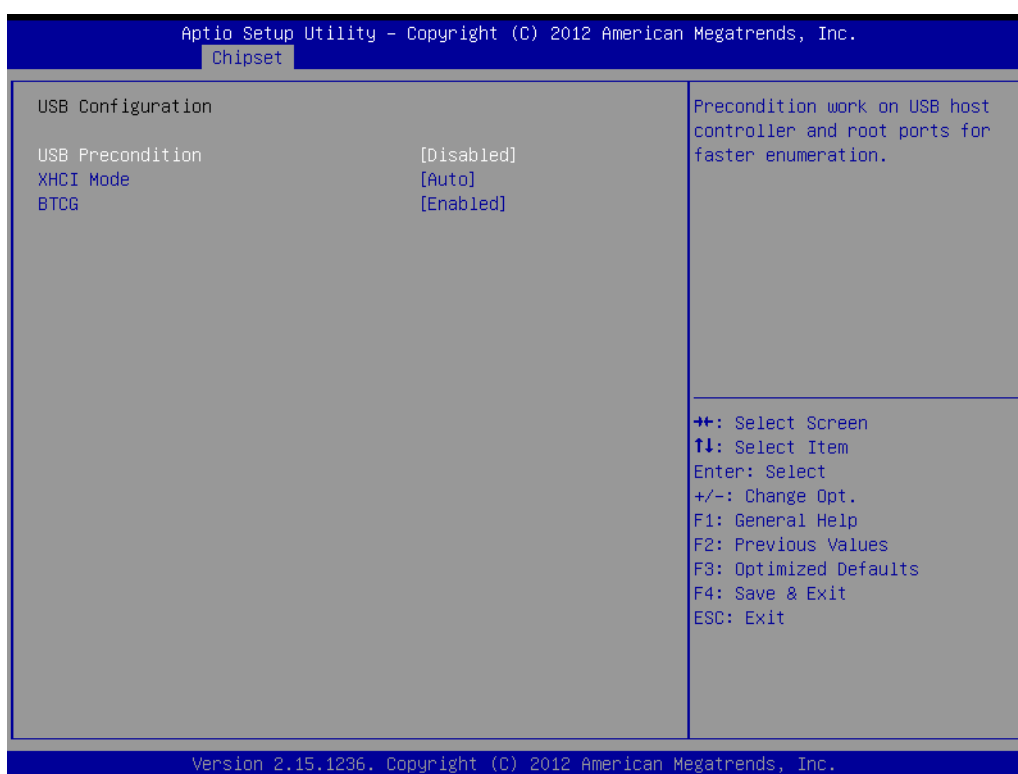 Aptio Setup Utility – Copyright (C) 2012 American Megatrends, Inc.
Chipset
USB Configuration
USB Precondition [Disabled]
XHCI Mode [Auto]
BTCG [Enabled]
Precondition work on USB host
controller and root ports for
faster enumeration.
→←: Select Screen
↑↓: Select Item
Enter: Select
+/-: Change Opt.
F1: General Help
F2: Previous Values
F3: Optimized Defaults
F4: Save & Exit
ESC: Exit
Version 2.15.1236. Copyright (C) 2012 American Megatrends, Inc.